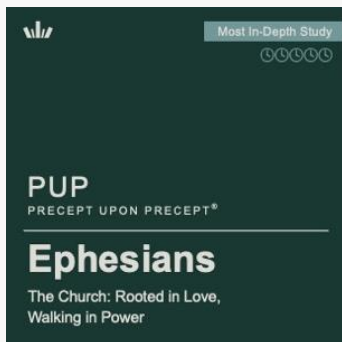 Most In-Depth Study
PUP
PRECEPT UPON PRECEPT®
Ephesians
The Church: Rooted in Love,
Walking in Power